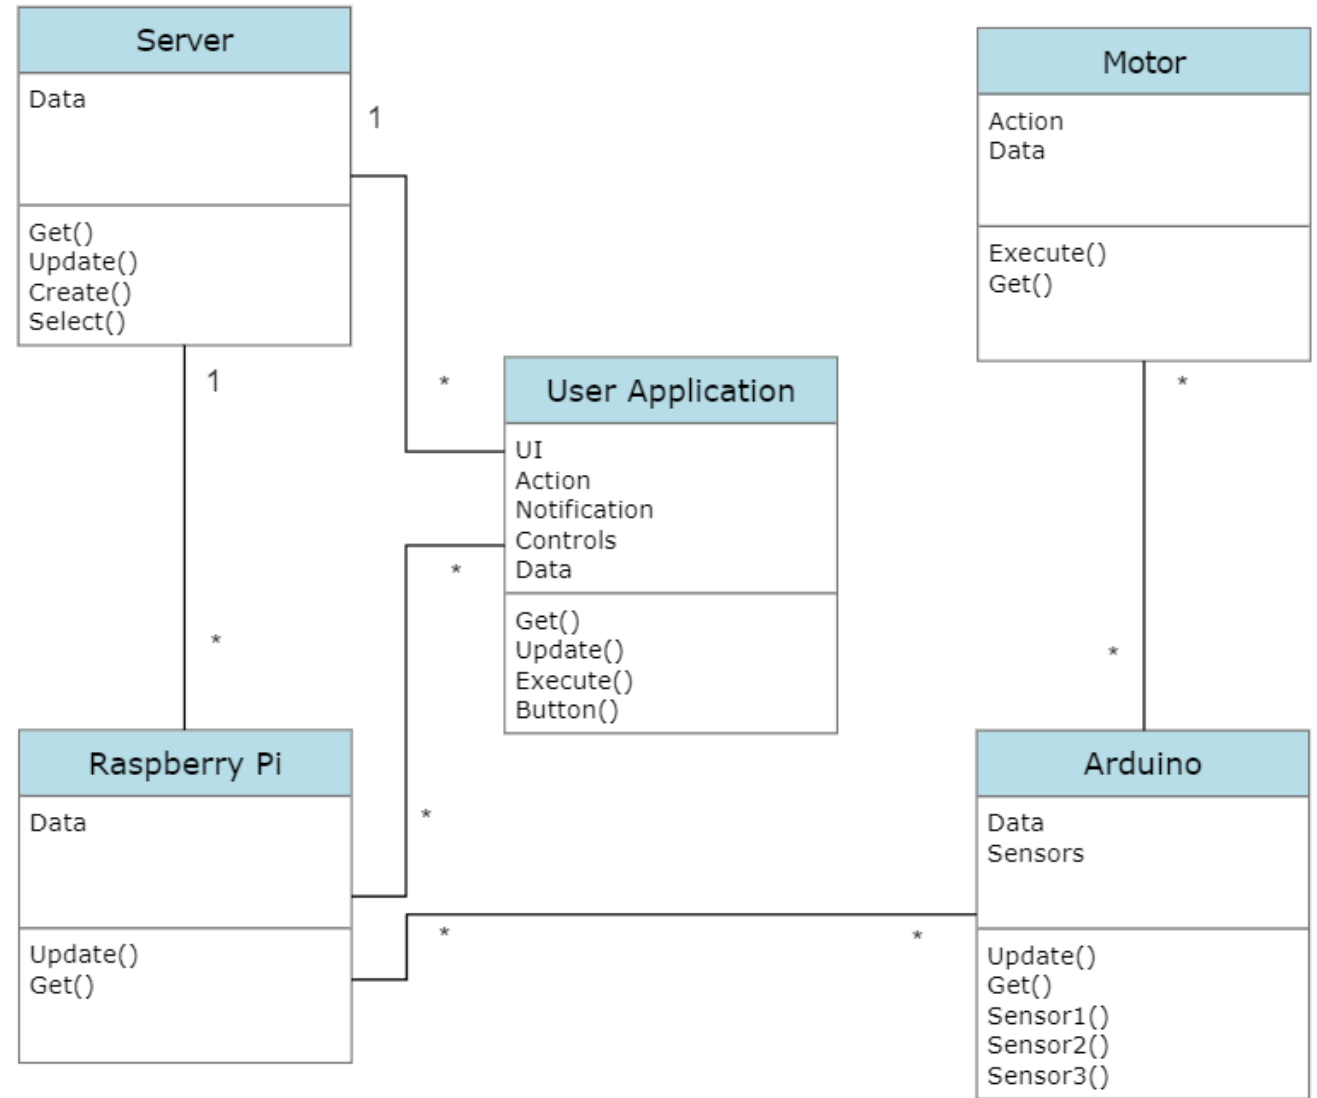 Server
Data
Get()
Update()
Create()
Select()
1
*
1
*
Motor
Action
Data
Execute()
Get()
*
*
User Application
UI
Action
Notification
Controls
Data
Get()
Update()
Execute()
Button()
*
*
Raspberry Pi
Data
Update()
Get()
*
*
Arduino
Data
Sensors
Update()
Get()
Sensor1()
Sensor2()
Sensor3()